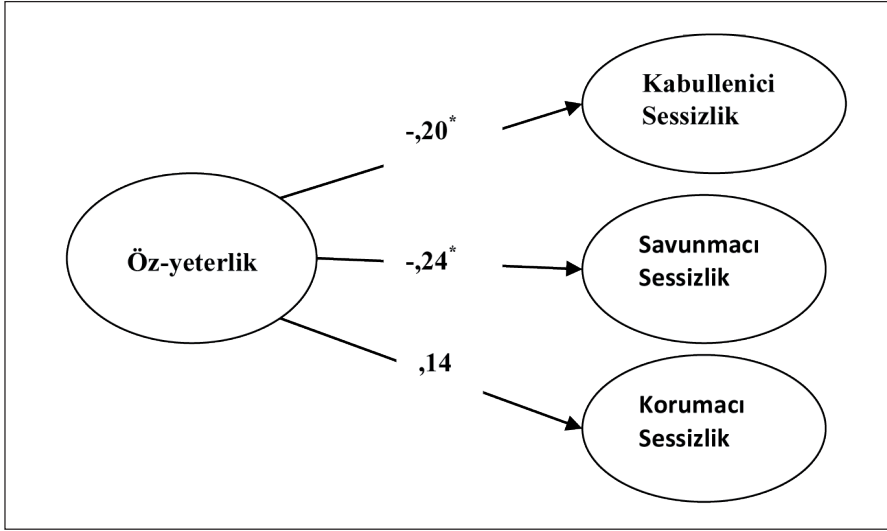 Kabullenici
Sessizlik
-,20*
Öz-yeterlik
-,24*
Savunmacı
Sessizlik
,14
Korumacı
Sessizlik